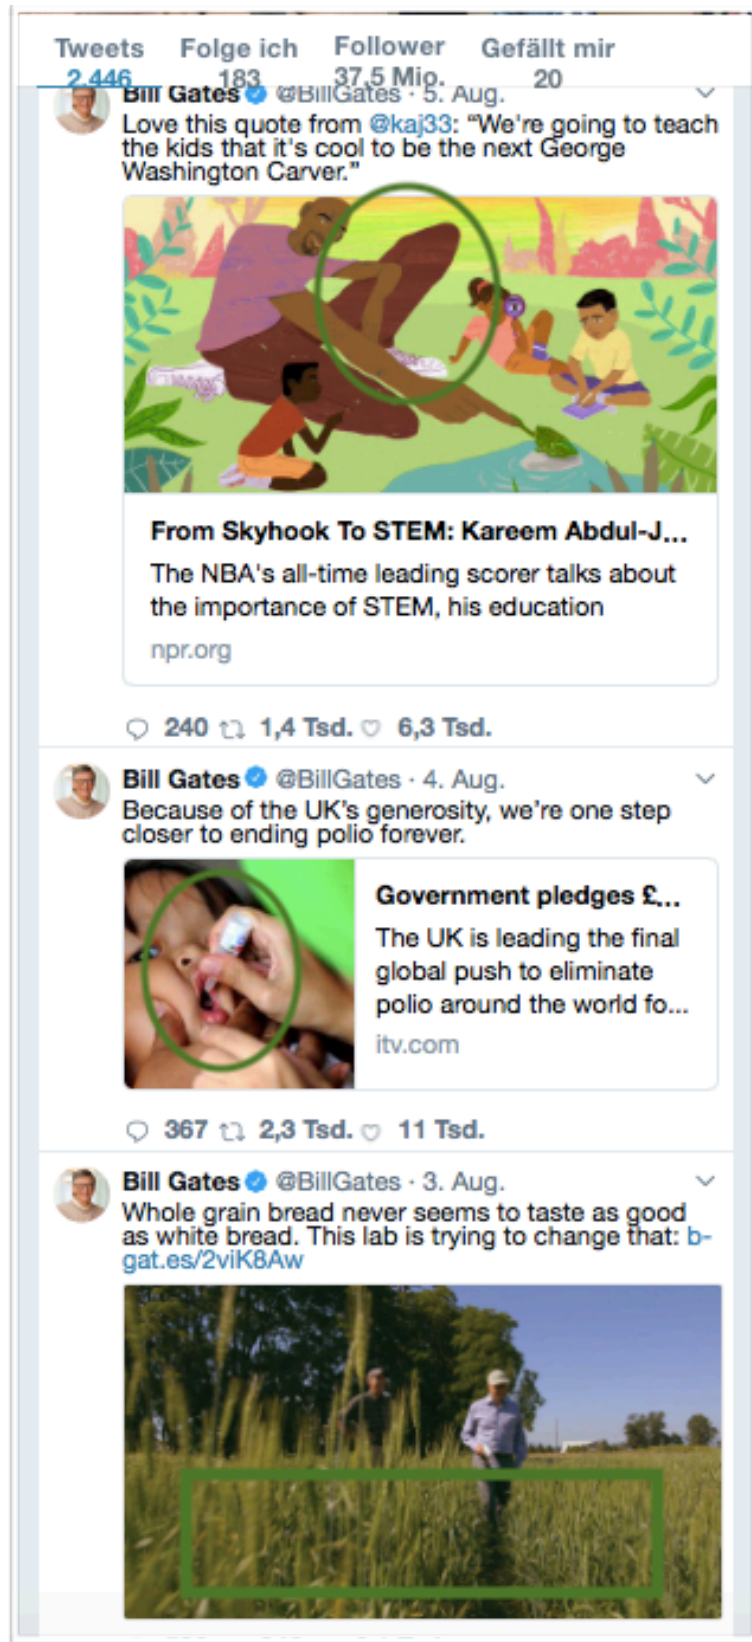 Tweets Folge ich Follower Gefällt mir
2.446 183 37,5 Mio. 20
Bill Gates @BillGates · 5. Aug.
Love this quote from @kaj33: “We're going to teach
the kids that it's cool to be the next George
Washington Carver.”
From Skyhook To STEM: Kareem Abdul-J...
The NBA's all-time leading scorer talks about
the importance of STEM, his education
npr.org
240 1,4 Tsd. 6,3 Tsd.
Bill Gates @BillGates · 4. Aug.
Because of the UK’s generosity, we’re one step
closer to ending polio forever.
Government pledges £...
The UK is leading the final
global push to eliminate
polio around the world fo...
itv.com
367 2,3 Tsd. 11 Tsd.
Bill Gates @BillGates · 3. Aug.
Whole grain bread never seems to taste as good
as white bread. This lab is trying to change that: b-
gat.es/2viK8Aw